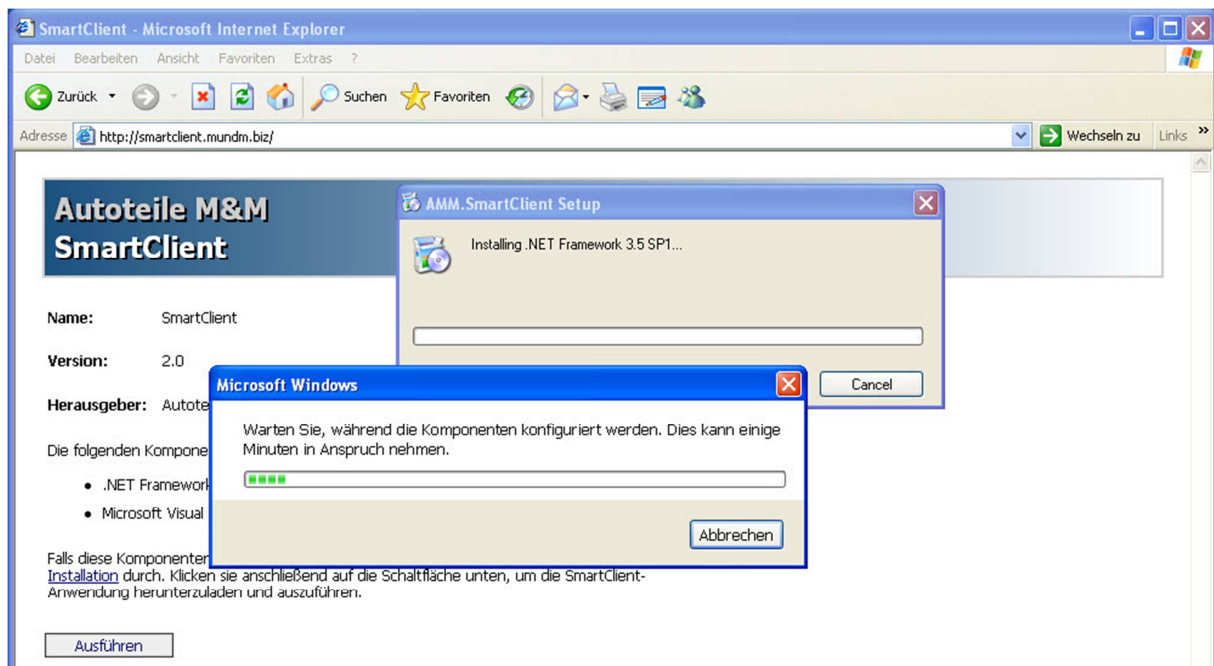 SmartClient - Microsoft Internet Explorer
Datei Bearbeiten Ansicht Favoriten Extras ?
Zurück Suchen Favoriten
Adresse http://smartclient.mundm.biz/ Wechseln zu Links »
Autoteile M&M
SmartClient
AMM.SmartClient Setup
Installing .NET Framework 3.5 SP1...
Cancel
Name: SmartClient
Version: 2.0
Herausgeber: Autote
Die folgenden Kompone
• .NET Framework
• Microsoft Visual
Microsoft Windows
Warten Sie, während die Komponenten konfiguriert werden. Dies kann einige
Minuten in Anspruch nehmen.
Abbrechen
Falls diese Komponenten
Installation durch. Klicken sie anschließend auf die Schaltfläche unten, um die SmartClient-
Anwendung herunterzuladen und auszuführen.
Ausführen